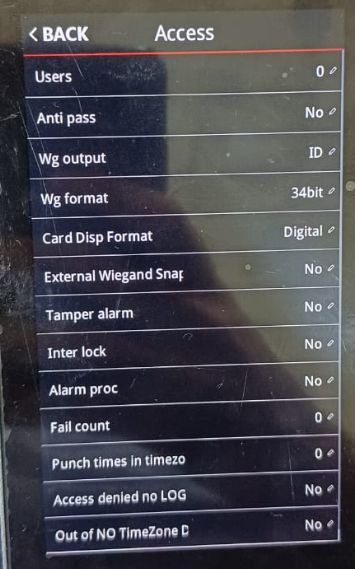 < BACK Access
Users 0
Anti pass No
Wg output ID
Wg format 34bit
Card Disp Format Digital
External Wiegand Snap No
Tamper alarm No
Inter lock No
Alarm proc No
Fail count 0
Punch times in timezo 0
Access denied no LOG No
Out of NO TimeZone D No